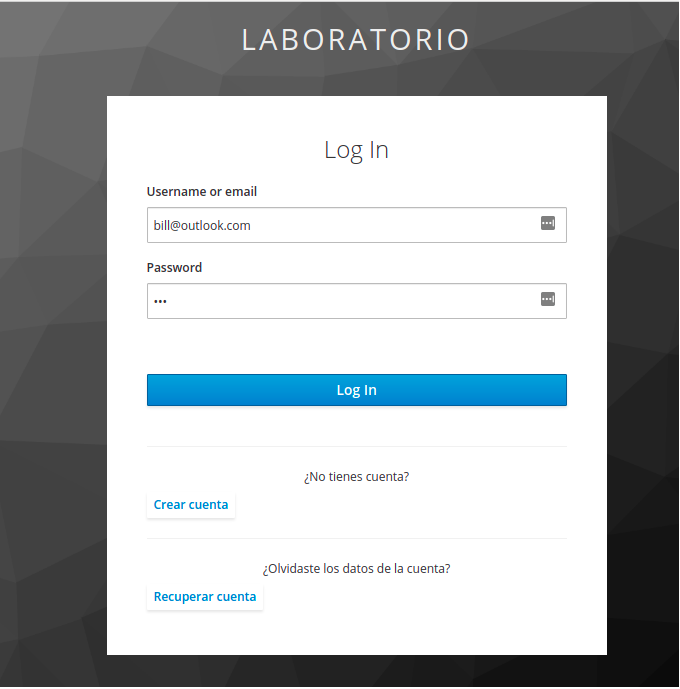 LABORATORIO
Log In
Username or email
bill@outlook.com
Password
•••
Log In
¿No tienes cuenta?
Crear cuenta
¿Olvidaste los datos de la cuenta?
Recuperar cuenta